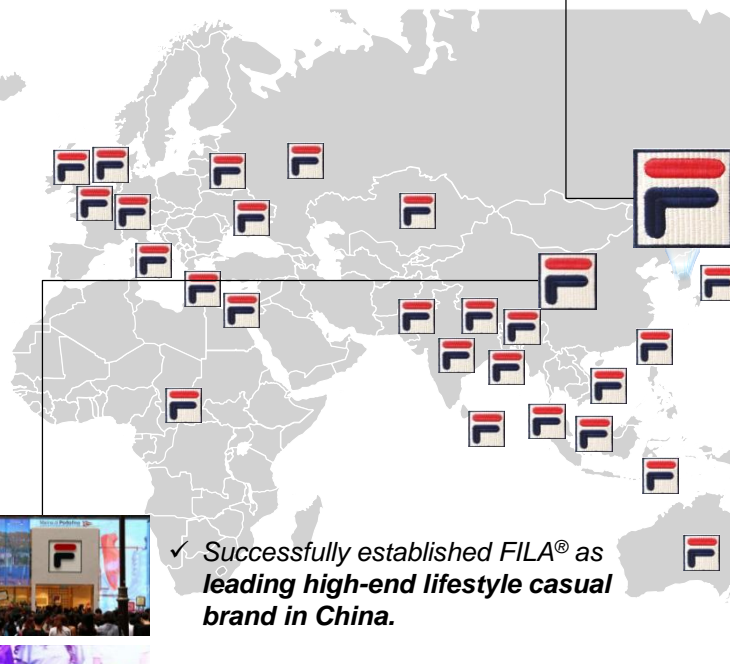 ✓ Successfully established FILA® as
leading high-end lifestyle casual
brand in China.